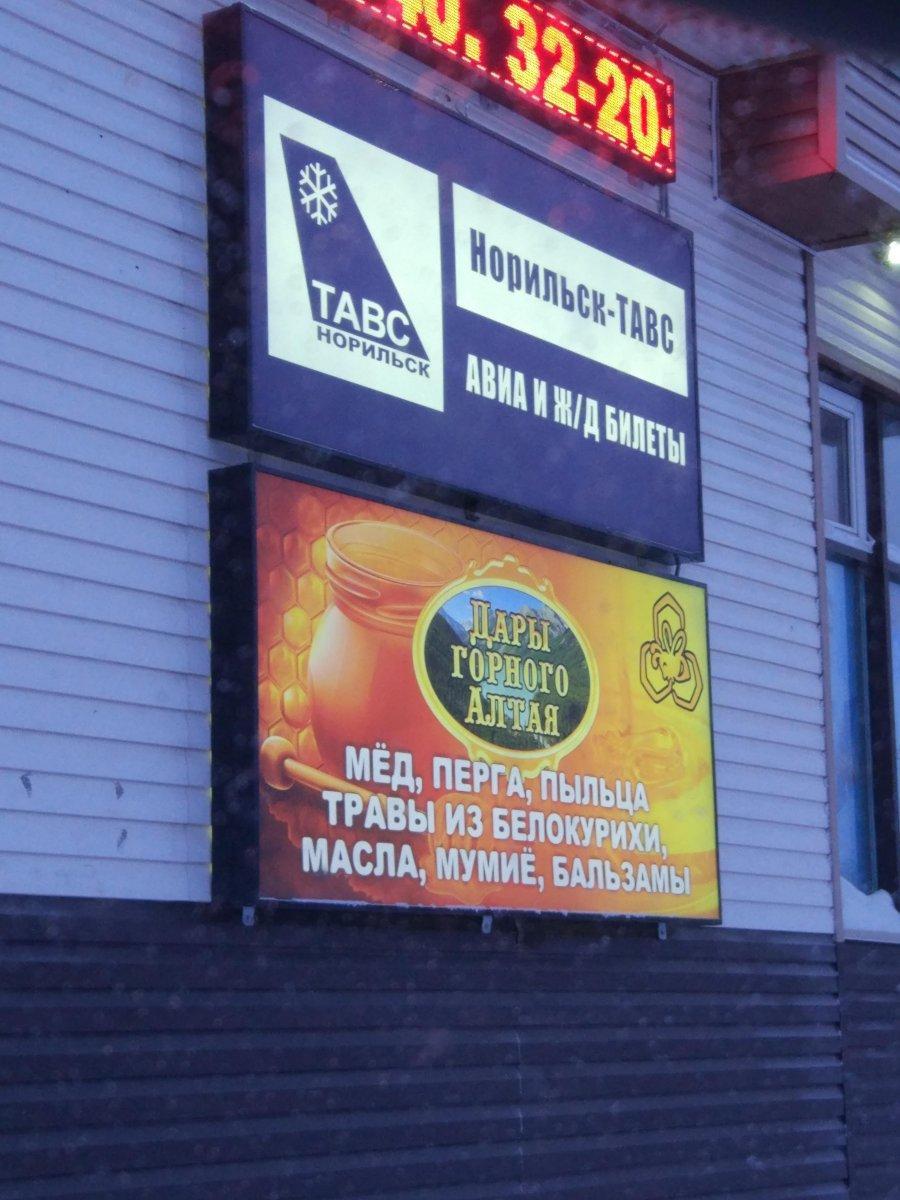 32-20-
ТАВС
НОРИЛЬСК
Норильск-ТАВС
АВИА И Ж/Д БИЛЕТЫ
ДАРЫ
ГОРНОГО
АЛТАЯ
МЁД, ПЕРГА, ПЫЛЬЦА
ТРАВЫ ИЗ БЕЛОКУРИХИ,
МАСЛА, МУМИЁ, БАЛЬЗАМЫ